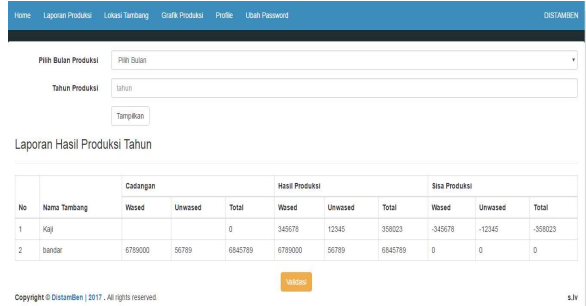 Home Laporan Produksi Lokasi Tambang Grafik Produksi Profile Ubah Password DISTAMBEN
Pilih Bulan Produksi Pilih Bulan
Tahun Produksi tahun
Tampilkan
Laporan Hasil Produksi Tahun
Cadangan Hasil Produksi Sisa Produksi
No Nama Tambang Wased Unwased Total Wased Unwased Total Wased Unwased Total
1 Kaji 0 345678 12345 358023 -345678 -12345 -358023
2 bandar 6789000 56789 6845789 6789000 56789 6845789 0 0 0
Validasi
Copyright © DistamBen | 2017 . All rights reserved. s.Iv